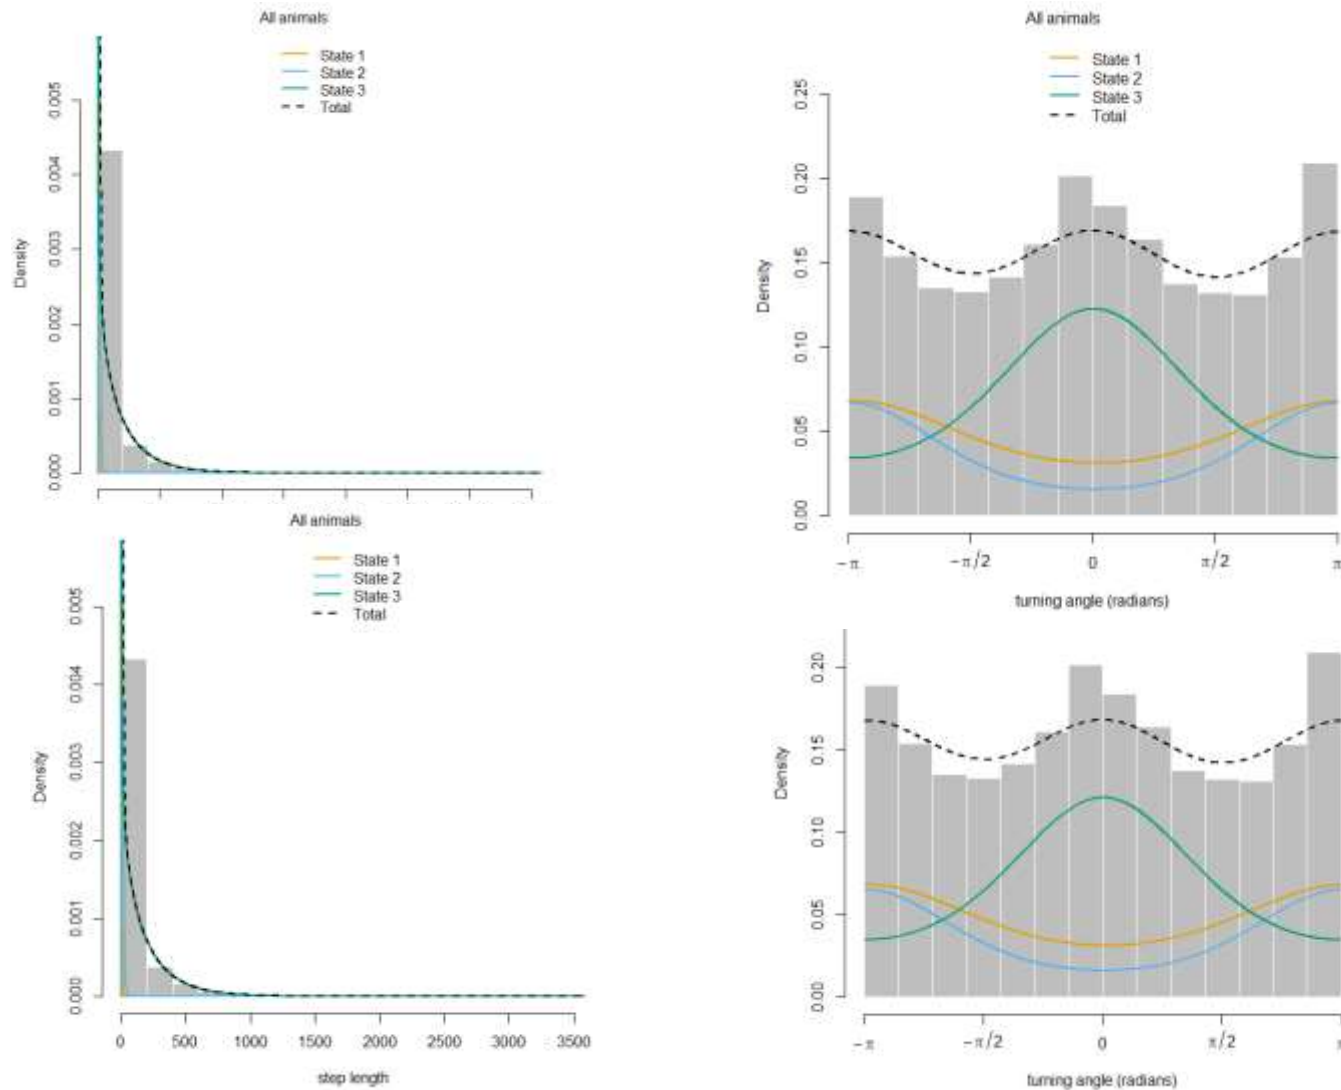 All animals
State 1
State 2
State 3
Total
Density
0.005
0.004
0.003
0.002
0.001
0.000
All animals
State 1
State 2
State 3
Total
Density
0.25
0.20
0.15
0.10
0.05
0.00
−π
−π/2
0
π/2
π
turning angle (radians)
All animals
State 1
State 2
State 3
Total
Density
0.005
0.004
0.003
0.002
0.001
0.000
0
500
1000
1500
2000
2500
3000
3500
step length
Density
0.20
0.15
0.10
0.05
0.00
−π
−π/2
0
π/2
π
turning angle (radians)